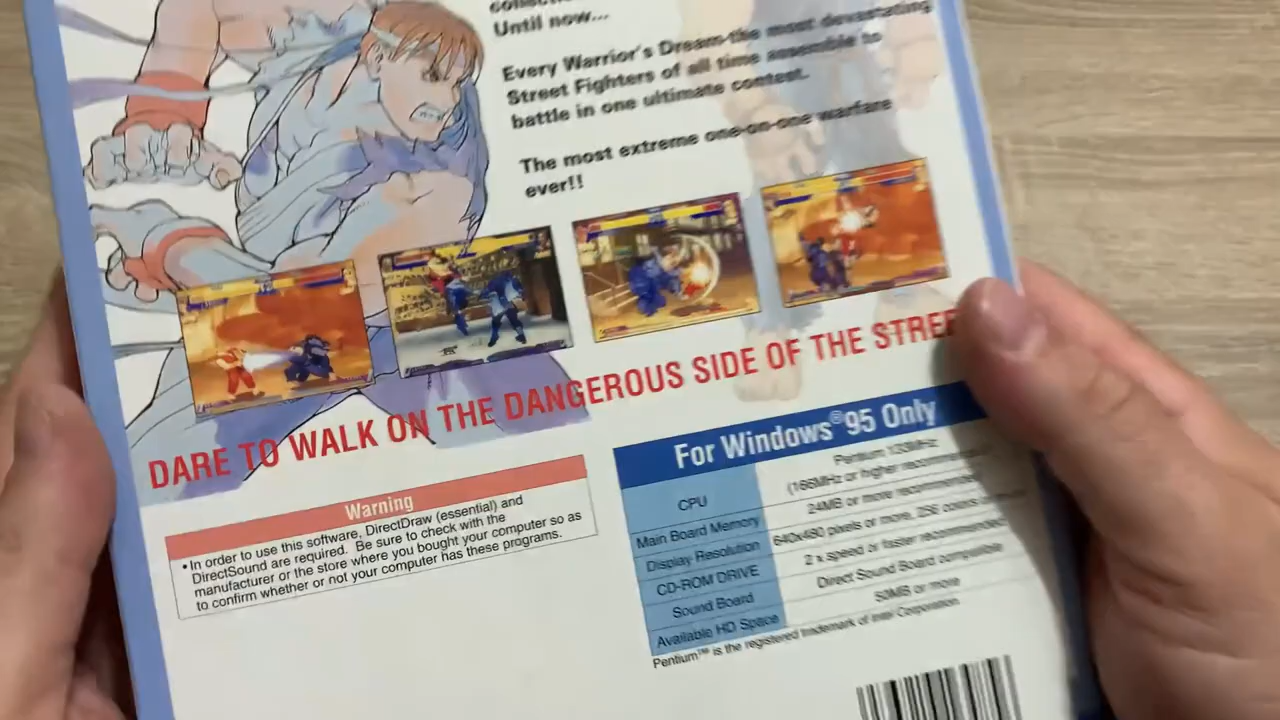 Until now...
Every Warrior's Dream-the most devastating
Street Fighters of all time assemble to
battle in one ultimate contest.
The most extreme one-on-one warfare
ever!!
DARE TO WALK ON THE DANGEROUS SIDE OF THE STREE
Warning
• In order to use this software, DirectDraw (essential) and
DirectSound are required. Be sure to check with the
manufacturer or the store where you bought your computer so as
to confirm whether or not your computer has these programs.
For Windows®95 Only
CPU
Pentium 133MHz
(166MHz or higher recommended)
Main Board Memory
24MB or more recommended
Display Resolution
640x480 pixels or more, 256 colors
CD-ROM DRIVE
2 x speed or faster recommended
Sound Board
Direct Sound Board compatible
Available HD Space
50MB or more
Pentium™ is the registered trademark of Intel Corporation